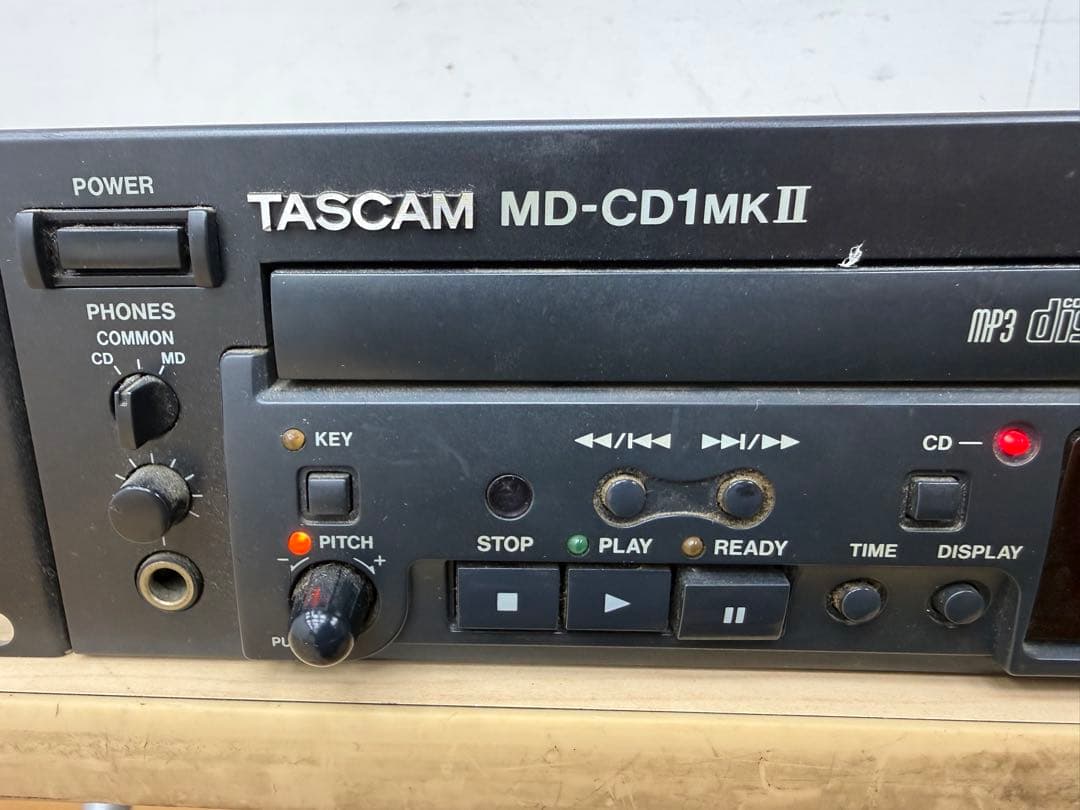 POWER
TASCAM MD-CD1MKII
PHONES
COMMON
CD MD
MP3
KEY
CD
PITCH
- +
STOP PLAY READY
TIME DISPLAY